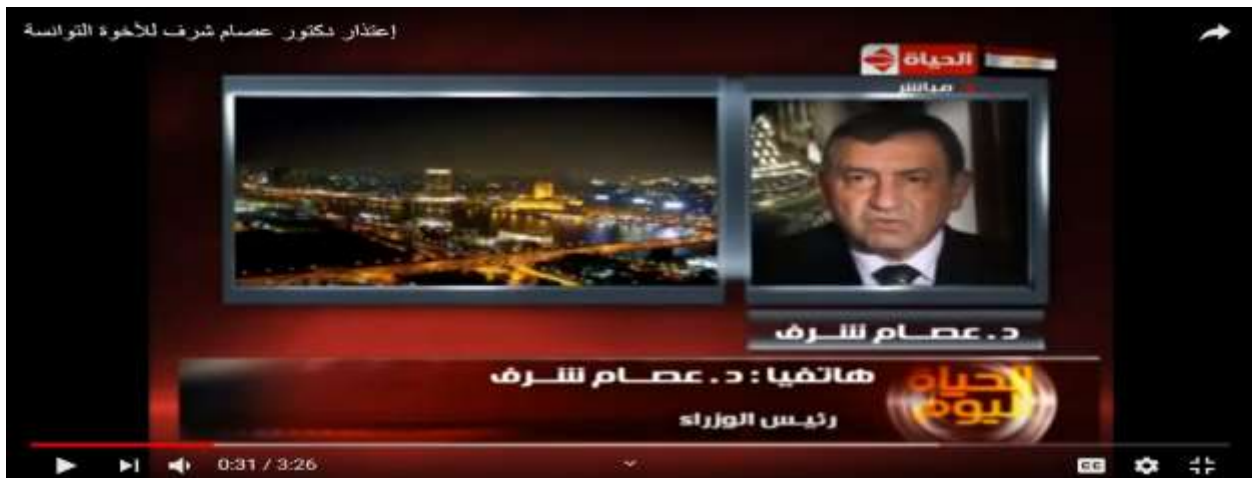 إعتذار دكتور عصام شرف للأخوة التوانسة
الحياة
مباشر
د. عصام شرف
هاتفيا : د. عصام شرف
رئيس الوزراء
الحياة
اليوم
0:31 / 3:26
CC